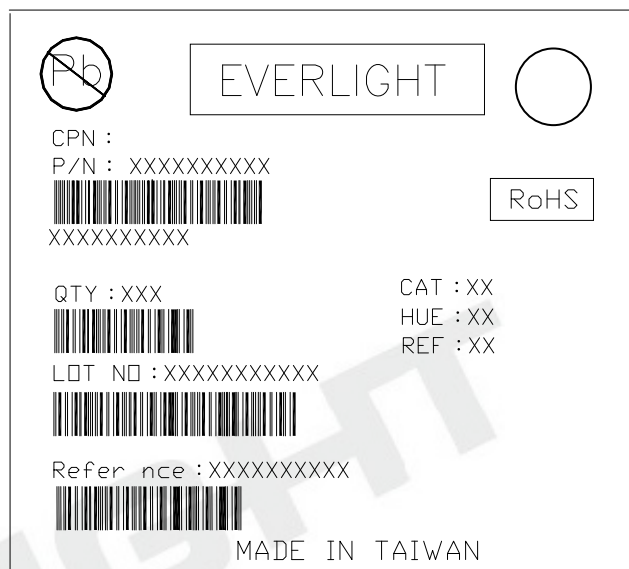 Pb
EVERLIGHT
CPN :
P/N : XXXXXXXXXX
RoHS
XXXXXXXXXX
QTY : XXX
CAT : XX
HUE : XX
REF : XX
LOT NO : XXXXXXXXXXX
Refer nce : XXXXXXXXXX
MADE IN TAIWAN
IGHT